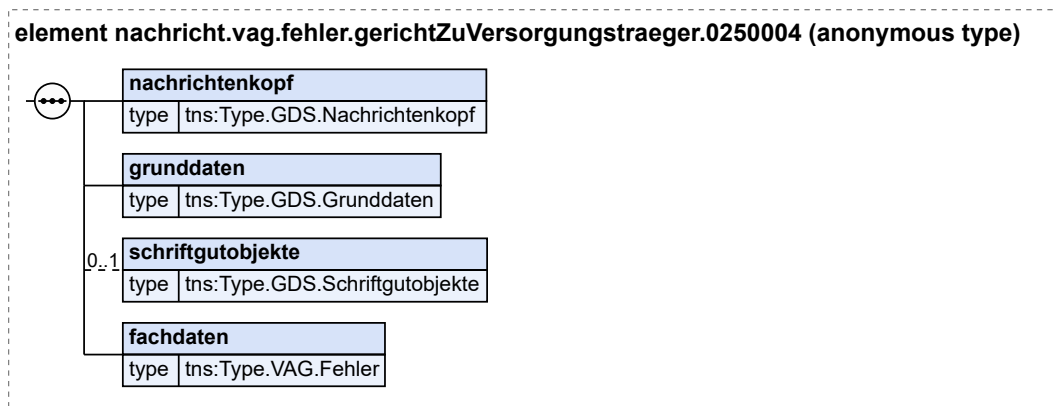 element nachricht.vag.fehler.gerichtZuVersorgungstraeger.0250004 (anonymous type)
nachrichtenkopf
type tns:Type.GDS.Nachrichtenkopf
grunddaten
type tns:Type.GDS.Grunddaten
0..1
schriftgutobjekte
type tns:Type.GDS.Schriftgutobjekte
fachdaten
type tns:Type.VAG.Fehler